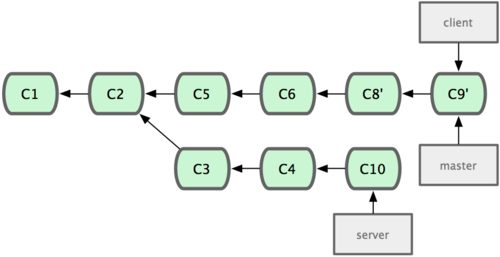 client
C1 C2 C5 C6 C8' C9'
C3 C4 C10 master
server